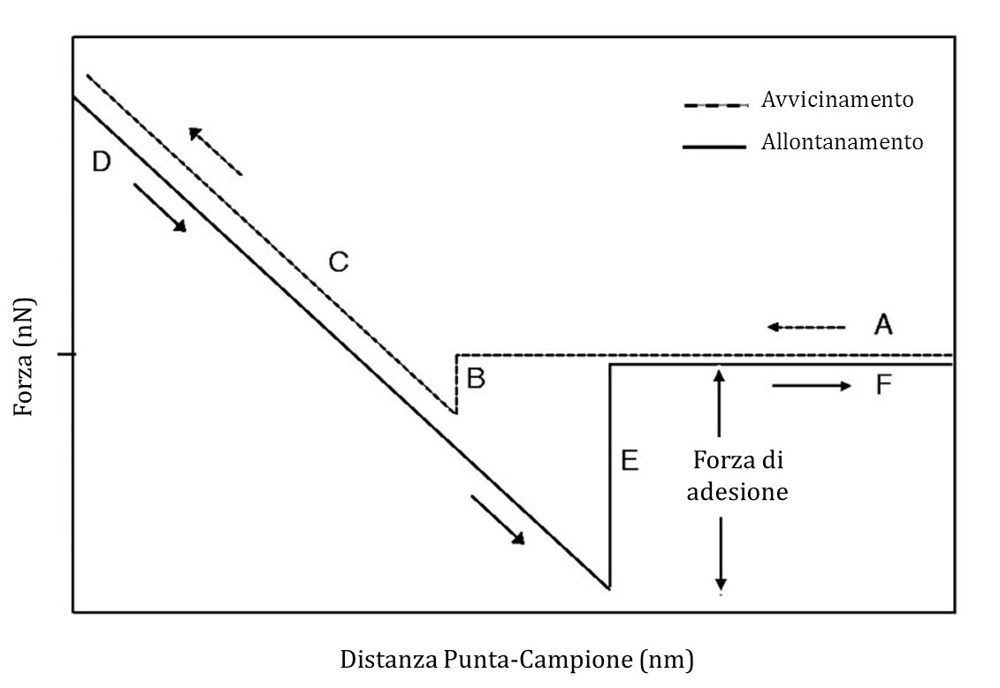 Avvicinamento
Allontanamento
D
C
A
B
F
E
Forza di
adesione
Forza (nN)
Distanza Punta-Campione (nm)